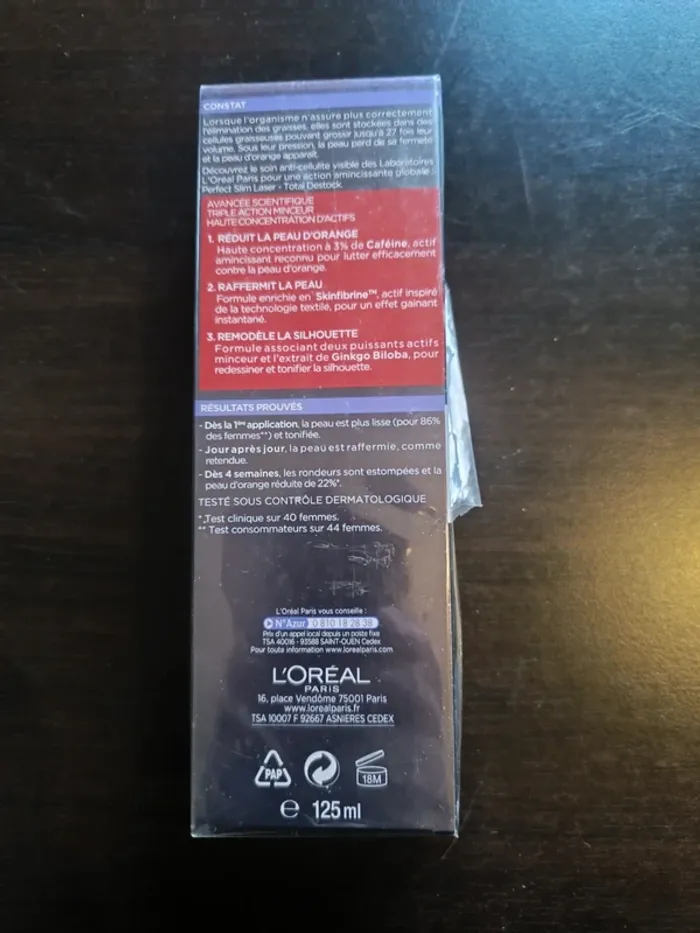 CONSTAT
Lorsque l'organisme n'assure plus correctement
l'élimination des graisses, elles sont stockées dans des
cellules graisseuses pouvant grossir jusqu'à 27 fois leur
volume. Sous leur pression, la peau perd de sa fermeté
et la peau d'orange apparaît.
Découvrez le soin anti-cellulite visible des Laboratoires
L'Oréal Paris pour une action amincissante globale :
Perfect Slim Laser - Total Destock.
AVANCÉE SCIENTIFIQUE
TRIPLE ACTION MINCEUR
HAUTE CONCENTRATION D'ACTIFS
1. RÉDUIT LA PEAU D'ORANGE
Haute concentration à 3% de Caféine, actif
amincissant reconnu pour lutter efficacement
contre la peau d'orange.
2. RAFFERMIT LA PEAU
Formule enrichie en Skinfibrine™, actif inspiré
de la technologie textile, pour un effet gainant
instantané.
3. REMODÈLE LA SILHOUETTE
Formule associant deux puissants actifs
minceur et l'extrait de Ginkgo Biloba, pour
redessiner et tonifier la silhouette.
RÉSULTATS PROUVÉS
- Dès la 1ère application, la peau est plus lisse (pour 86%
des femmes**) et tonifiée.
- Jour après jour, la peau est raffermie, comme
retendue.
- Dès 4 semaines, les rondeurs sont estompées et la
peau d'orange réduite de 22%*.
TESTÉ SOUS CONTRÔLE DERMATOLOGIQUE
* Test clinique sur 40 femmes.
** Test consommateurs sur 44 femmes.
L'Oréal Paris vous conseille :
N°Azur 0 810 18 28 38
Prix d'un appel local depuis un poste fixe
TSA 40016 - 93588 SAINT-OUEN Cedex
Pour toute information www.lorealparis.com
L'ORÉAL
PARIS
16, place Vendôme 75001 Paris
www.lorealparis.fr
TSA 10007 F 92667 ASNIERES CEDEX
PAP
18M
℮ 125 ml